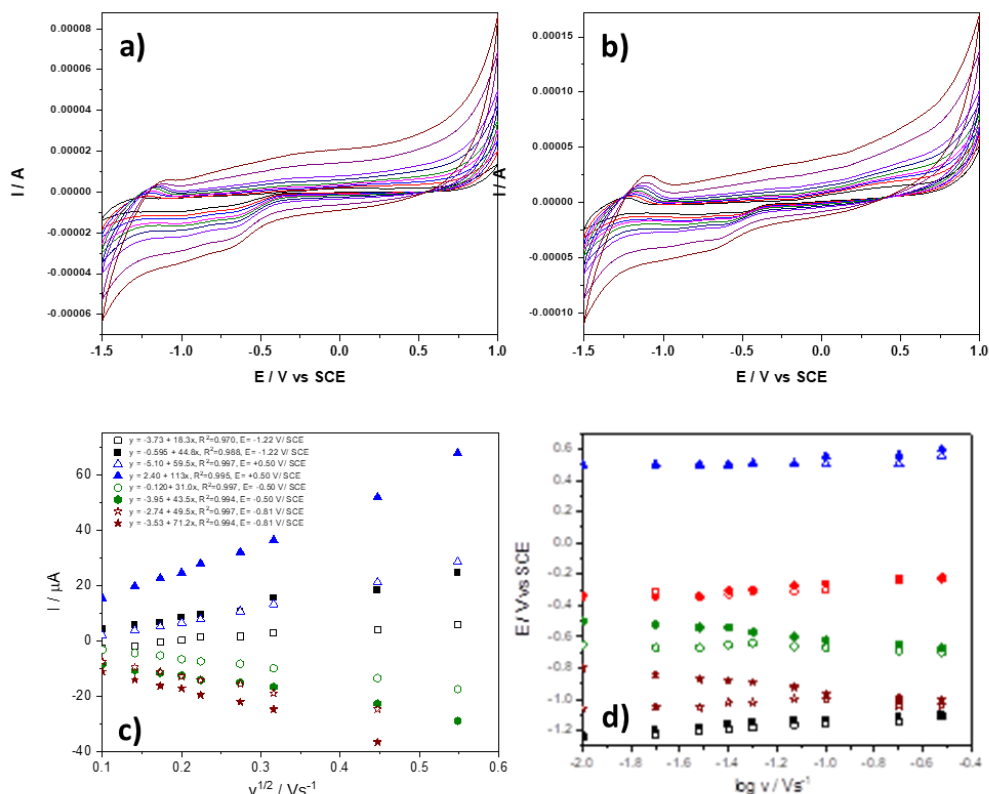 a)
0.00008
0.00006
0.00004
0.00002
0.00000
-0.00002
-0.00004
-0.00006
I / A
-1.5 -1.0 -0.5 0.0 0.5 1.0
E / V vs SCE
b)
0.00015
0.00010
0.00005
0.00000
-0.00005
-0.00010
I / A
-1.5 -1.0 -0.5 0.0 0.5 1.0
E / V vs SCE
y = -3.73 + 18.3x, R²=0.970, E= -1.22 V/ SCE
y = -0.595 + 44.8x, R²=0.988, E= -1.22 V/ SCE
y = -5.10 + 59.5x, R²=0.997, E= +0.50 V/ SCE
y = 2.40 + 113x, R²=0.995, E= +0.50 V/ SCE
y = -0.120+ 31.0x, R²=0.997, E= -0.50 V/ SCE
y = -3.95 + 43.5x, R²=0.994, E= -0.50 V/ SCE
y = -2.74 + 49.5x, R²=0.997, E= -0.81 V/ SCE
y = -3.53 + 71.2x, R²=0.994, E= -0.81 V/ SCE
60
40
20
0
-20
-40
I / μA
c)
0.1 0.2 0.3 0.4 0.5 0.6
v^1/2 / Vs⁻¹
0.6
0.4
0.2
0.0
-0.2
-0.4
-0.6
-0.8
-1.0
-1.2
E / V vs SCE
d)
-2.0 -1.8 -1.6 -1.4 -1.2 -1.0 -0.8 -0.6 -0.4
log v / Vs⁻¹